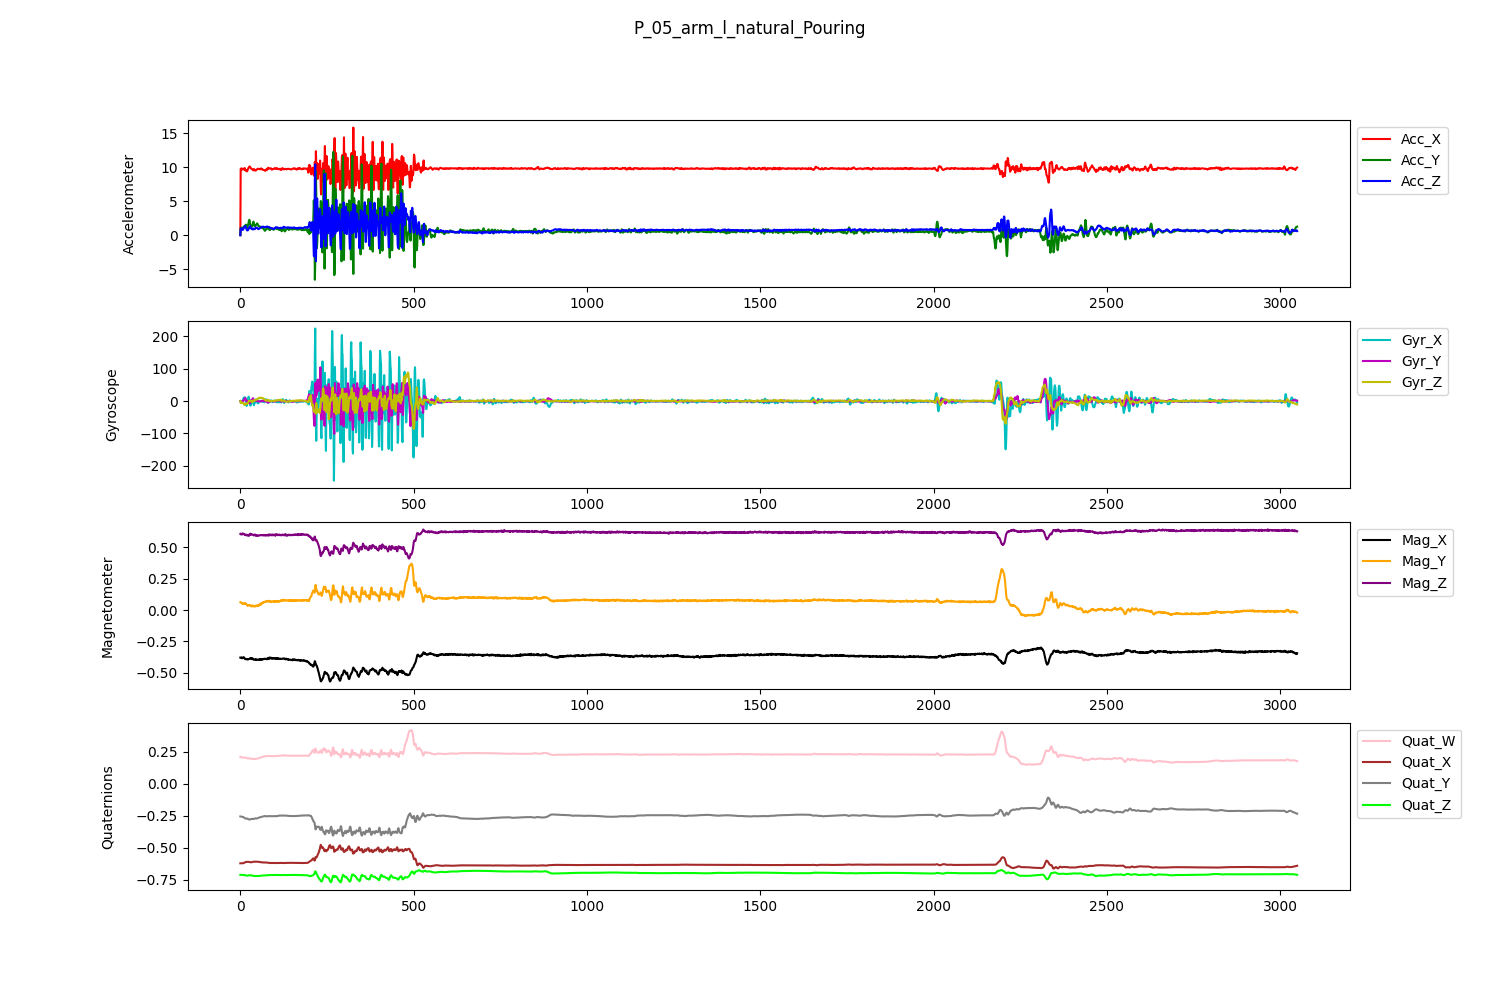 P_05_arm_l_natural_Pouring
Accelerometer
15
10
5
0
−5
0 500 1000 1500 2000 2500 3000
Acc_X
Acc_Y
Acc_Z
Gyroscope
200
100
0
−100
−200
0 500 1000 1500 2000 2500 3000
Gyr_X
Gyr_Y
Gyr_Z
Magnetometer
0.50
0.25
0.00
−0.25
−0.50
0 500 1000 1500 2000 2500 3000
Mag_X
Mag_Y
Mag_Z
Quaternions
0.25
0.00
−0.25
−0.50
−0.75
0 500 1000 1500 2000 2500 3000
Quat_W
Quat_X
Quat_Y
Quat_Z